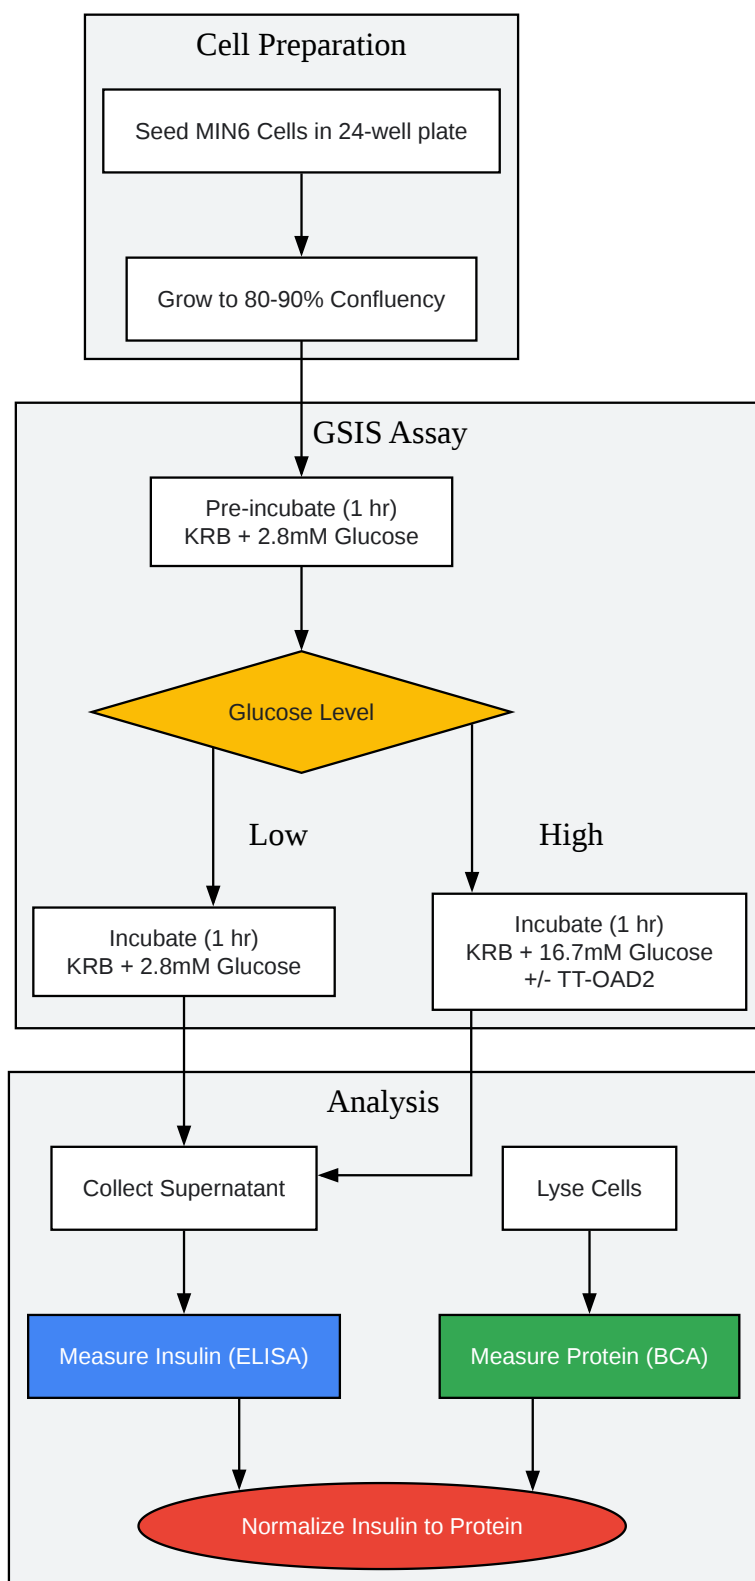 Cell Preparation
Seed MIN6 Cells in 24-well plate
Grow to 80-90% Confluency
GSIS Assay
Pre-incubate (1 hr)
KRB + 2.8mM Glucose
Glucose Level
Low
High
Incubate (1 hr)
KRB + 2.8mM Glucose
Incubate (1 hr)
KRB + 16.7mM Glucose
+/- TT-OAD2
Analysis
Collect Supernatant
Lyse Cells
Measure Insulin (ELISA)
Measure Protein (BCA)
Normalize Insulin to Protein